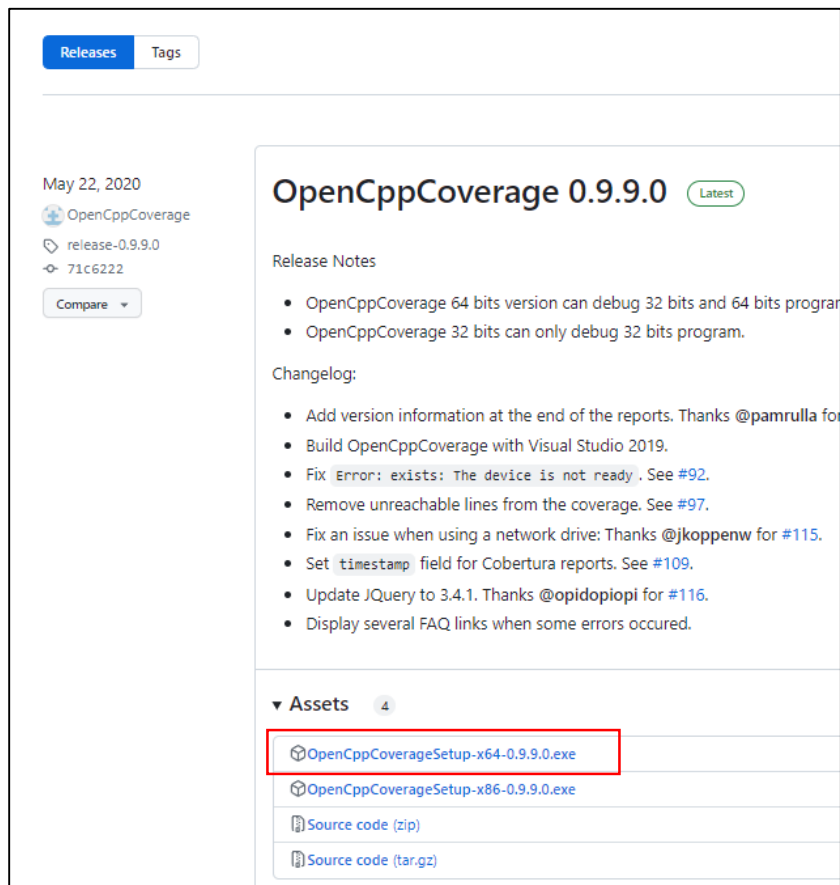 Releases
Tags
May 22, 2020
OpenCppCoverage
release-0.9.9.0
71c6222
Compare
OpenCppCoverage 0.9.9.0 Latest
Release Notes
OpenCppCoverage 64 bits version can debug 32 bits and 64 bits
OpenCppCoverage 32 bits can only debug 32 bits program.
Changelog:
Add version information at the end of the reports. Thanks @pamrulla for
Build OpenCppCoverage with Visual Studio 2019.
Fix Error: exists: The device is not ready. See #92.
Remove unreachable lines from the coverage. See #97.
Fix an issue when using a network drive: Thanks @jkoppenw for #115.
Set timestamp field for Cobertura reports. See #109.
Update JQuery to 3.4.1. Thanks @opidopiopi for #116.
Display several FAQ links when some errors occured.
Assets 4
OpenCppCoverageSetup-x64-0.9.9.0.exe
OpenCppCoverageSetup-x86-0.9.9.0.exe
Source code (zip)
Source code (tar.gz)